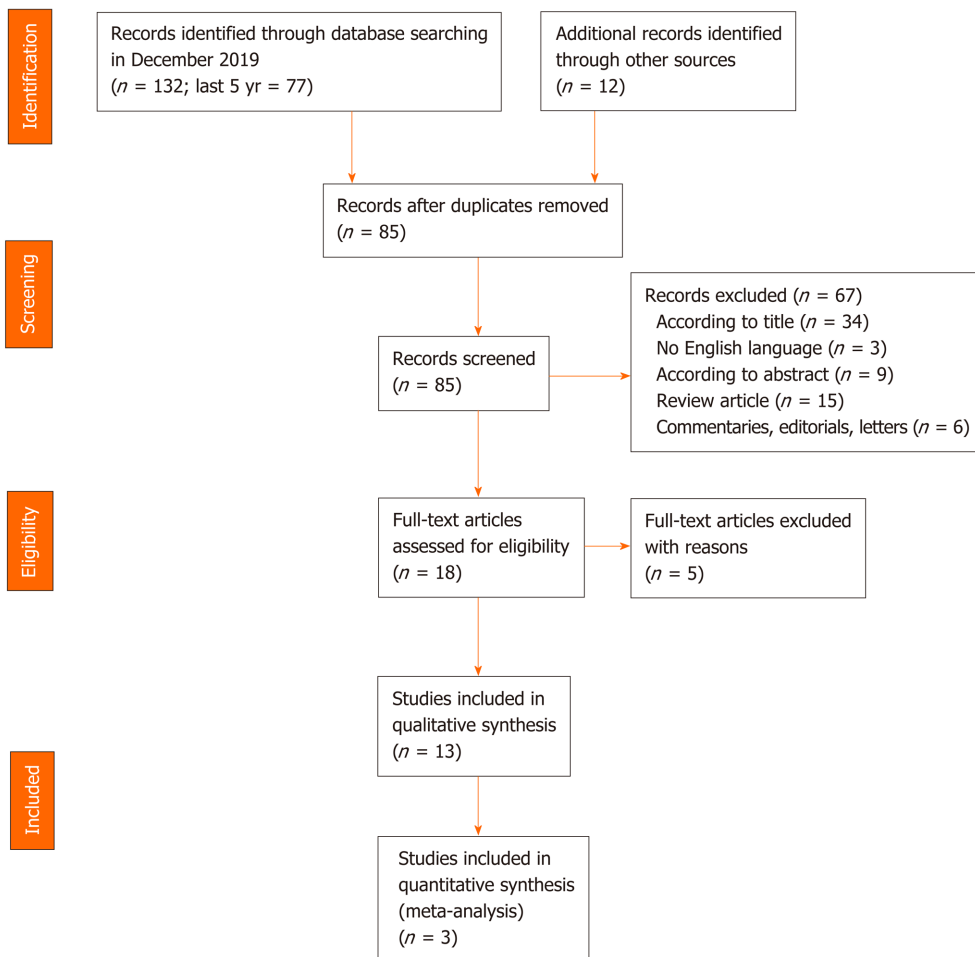 Identification
Records identified through database searching
in December 2019
(n = 132; last 5 yr = 77)
Additional records identified
through other sources
(n = 12)
Records after duplicates removed
(n = 85)
Screening
Records screened
(n = 85)
Records excluded (n = 67)
According to title (n = 34)
No English language (n = 3)
According to abstract (n = 9)
Review article (n = 15)
Commentaries, editorials, letters (n = 6)
Eligibility
Full-text articles
assessed for eligibility
(n = 18)
Full-text articles excluded
with reasons
(n = 5)
Studies included in
qualitative synthesis
(n = 13)
Included
Studies included in
quantitative synthesis
(meta-analysis)
(n = 3)